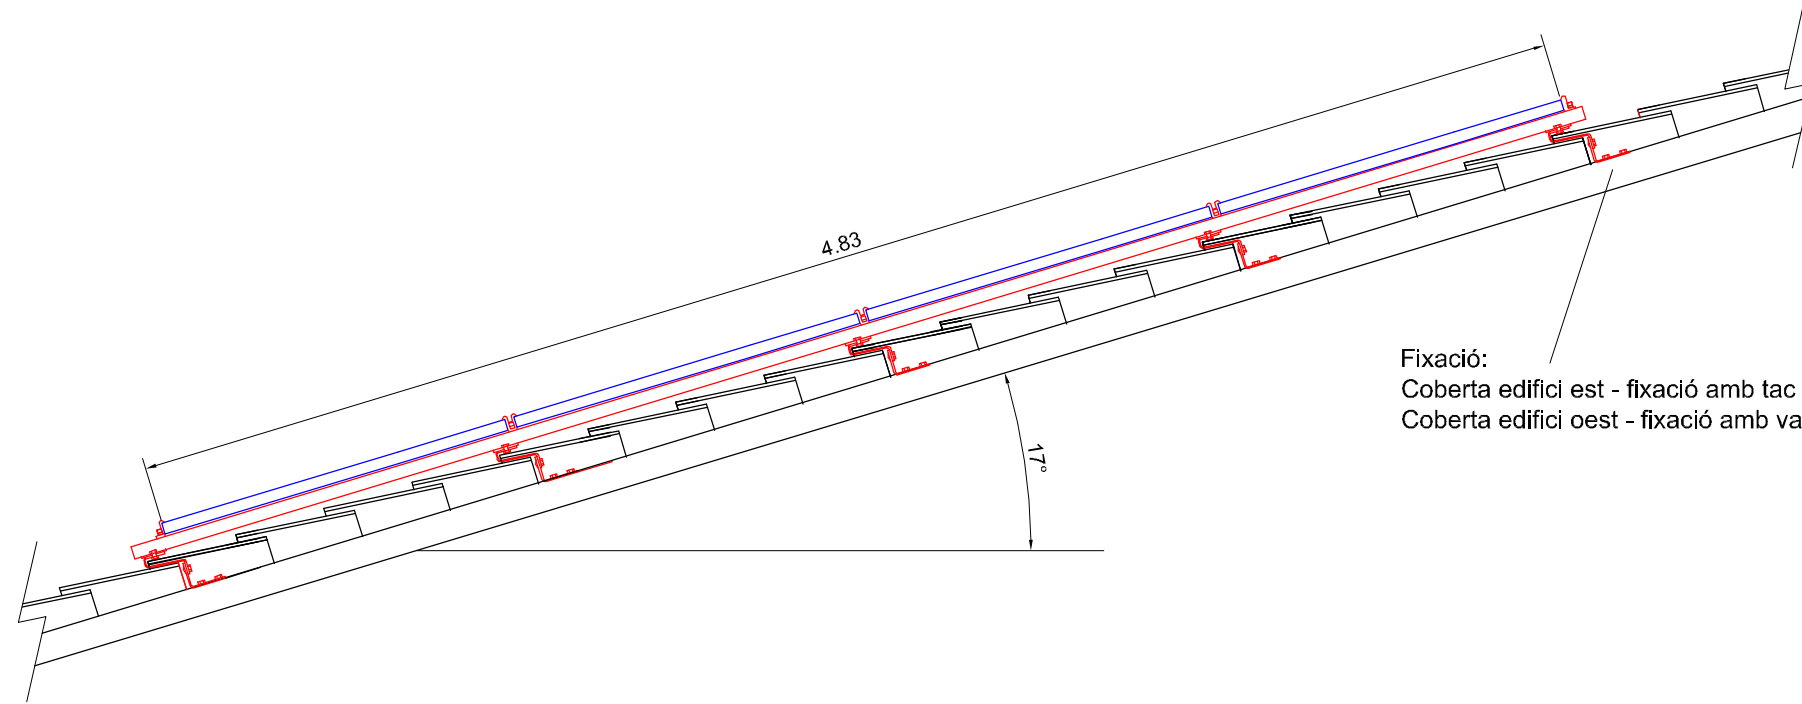 4.83
17°
Fixació:
Coberta edifici est - fixació amb tac
Coberta edifici oest - fixació amb va